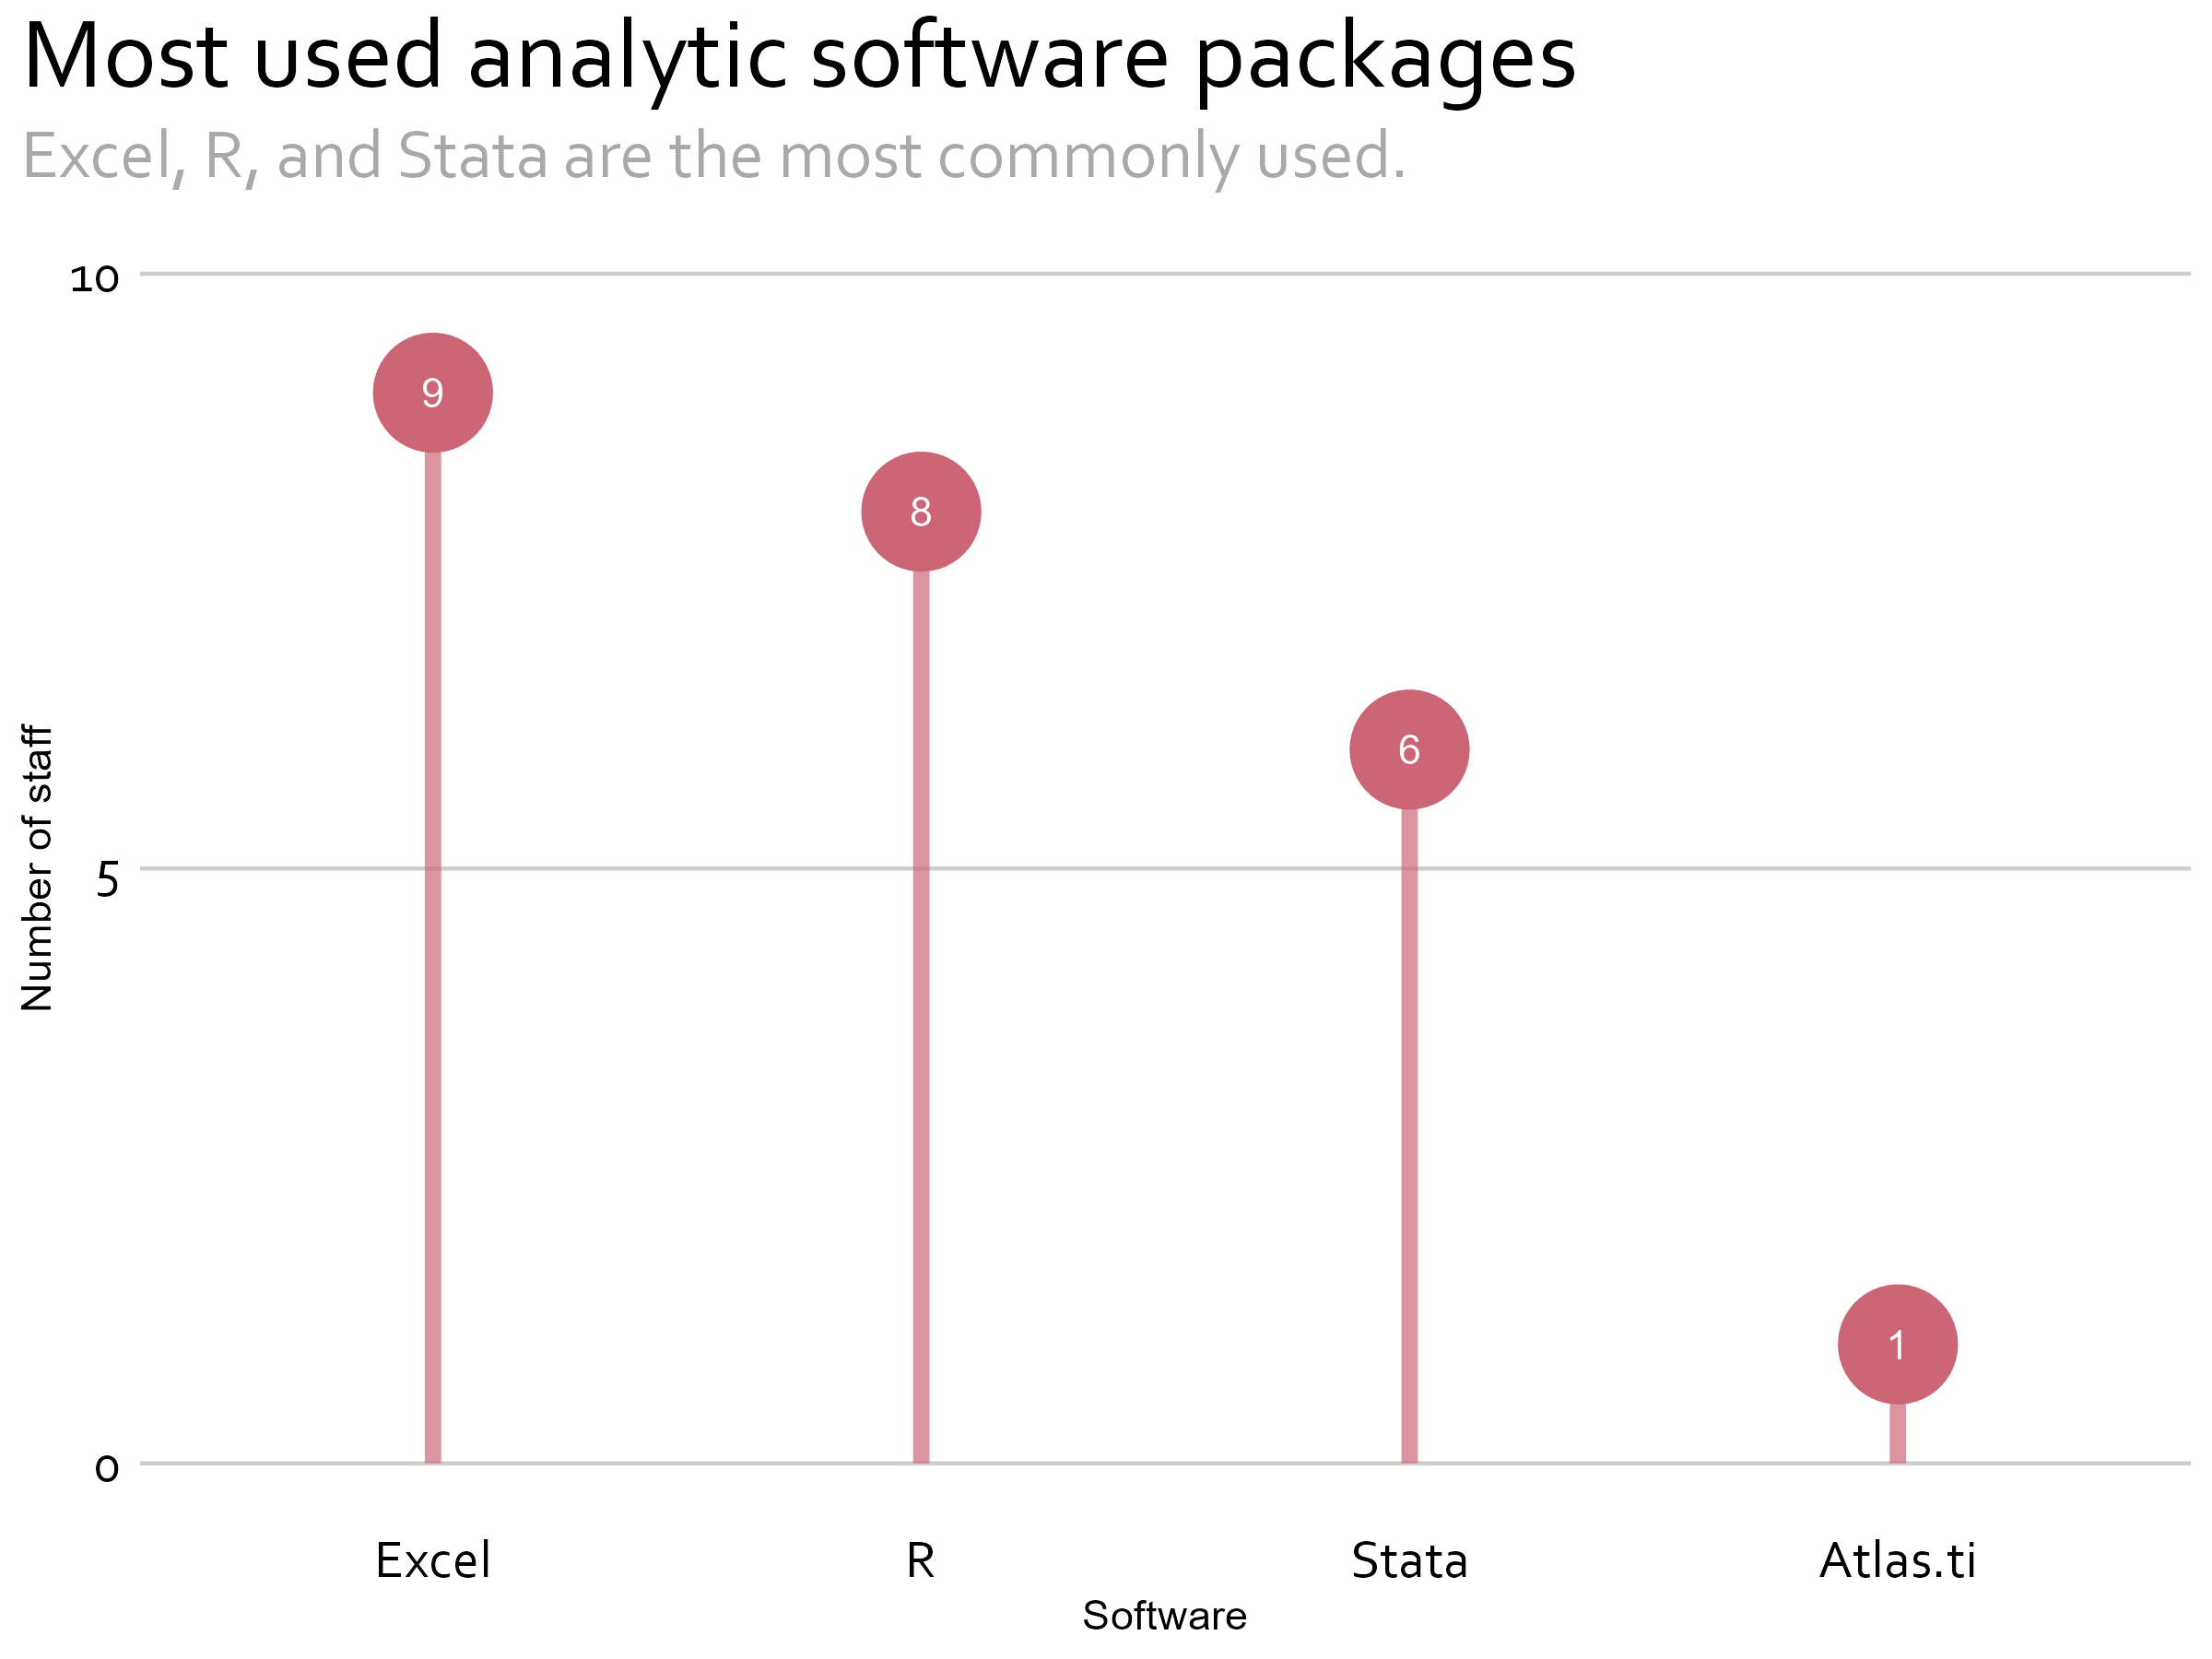 Most used analytic software packages
Excel, R, and Stata are the most commonly used.
10
9
8
6
Number of staff
5
1
0
Excel R Stata Atlas.ti
Software